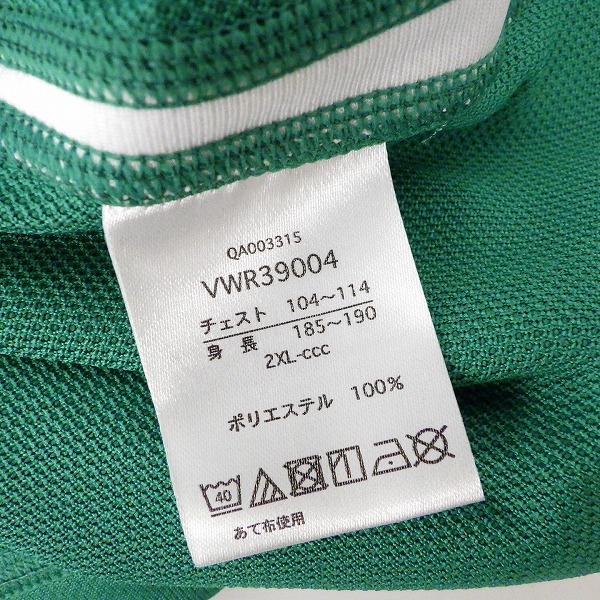 QA003315
VWR39004
チェスト 104～114
身 長 185～190
2XL-ccc
ポリエステル 100%
40
あて布使用